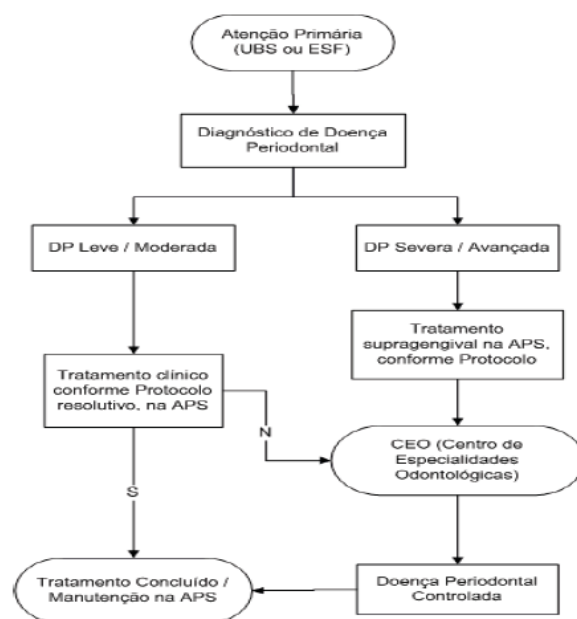 Atenção Primária
(UBS ou ESF)
Diagnóstico de Doença
Periodontal
DP Leve / Moderada
DP Severa / Avançada
Tratamento
supragengival na APS,
conforme Protocolo
Tratamento clínico
conforme Protocolo
resolutivo, na APS
N
CEO (Centro de
Especialidades
Odontológicas)
S
Tratamento Concluído /
Manutenção na APS
Doença Periodontal
Controlada